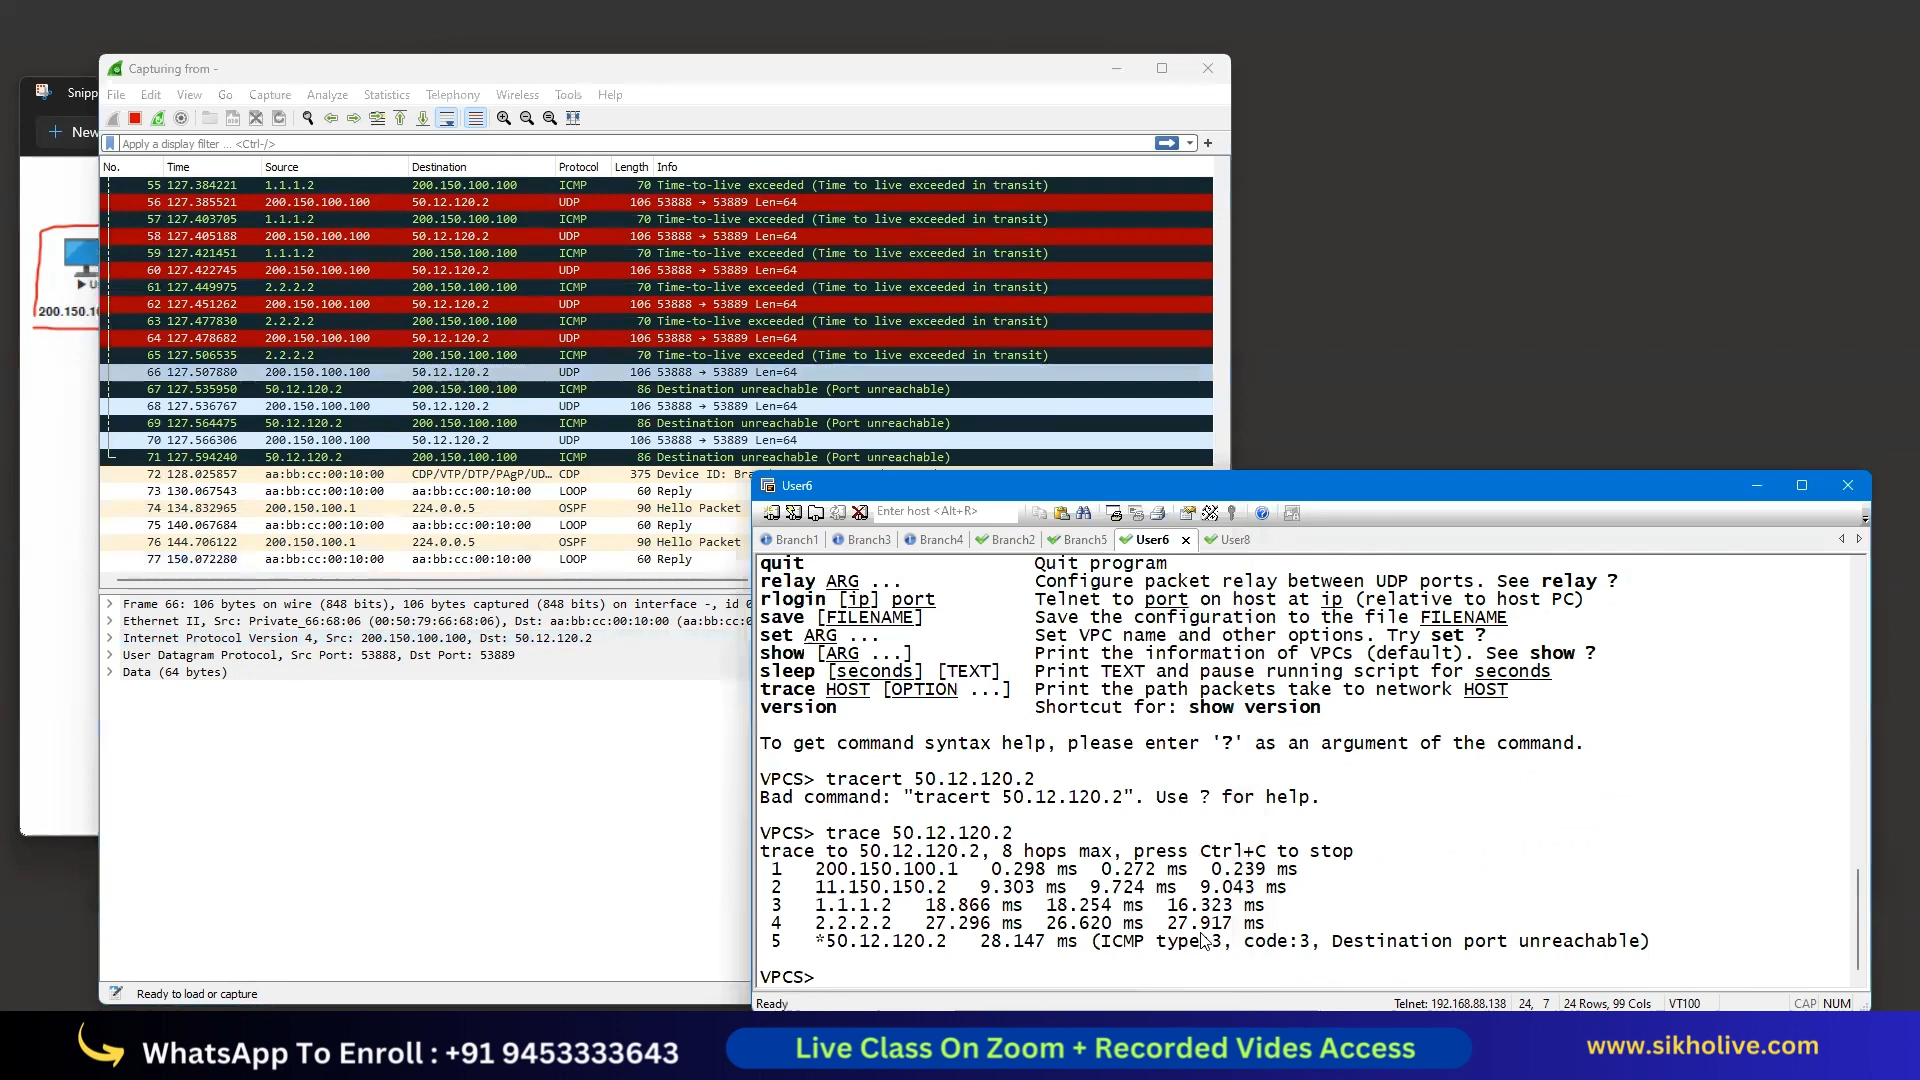 Capturing from -
Snipp
File Edit View Go Capture Analyze Statistics Telephony Wireless Tools Help
New
Apply a display filter ... <Ctrl-/>
No. Time Source Destination Protocol Length Info
55 127.384221 1.1.1.2 200.150.100.100 ICMP 70 Time-to-live exceeded (Time to live exceeded in transit)
56 127.385521 200.150.100.100 50.12.120.2 UDP 106 53888 → 53889 Len=64
57 127.403705 1.1.1.2 200.150.100.100 ICMP 70 Time-to-live exceeded (Time to live exceeded in transit)
58 127.405188 200.150.100.100 50.12.120.2 UDP 106 53888 → 53889 Len=64
59 127.421451 1.1.1.2 200.150.100.100 ICMP 70 Time-to-live exceeded (Time to live exceeded in transit)
60 127.422745 200.150.100.100 50.12.120.2 UDP 106 53888 → 53889 Len=64
61 127.449975 2.2.2.2 200.150.100.100 ICMP 70 Time-to-live exceeded (Time to live exceeded in transit)
62 127.451262 200.150.100.100 50.12.120.2 UDP 106 53888 → 53889 Len=64
63 127.477830 2.2.2.2 200.150.100.100 ICMP 70 Time-to-live exceeded (Time to live exceeded in transit)
64 127.478682 200.150.100.100 50.12.120.2 UDP 106 53888 → 53889 Len=64
65 127.506535 2.2.2.2 200.150.100.100 ICMP 70 Time-to-live exceeded (Time to live exceeded in transit)
66 127.507880 200.150.100.100 50.12.120.2 UDP 106 53888 → 53889 Len=64
67 127.535950 50.12.120.2 200.150.100.100 ICMP 86 Destination unreachable (Port unreachable)
68 127.536767 200.150.100.100 50.12.120.2 UDP 106 53888 → 53889 Len=64
69 127.564475 50.12.120.2 200.150.100.100 ICMP 86 Destination unreachable (Port unreachable)
70 127.566306 200.150.100.100 50.12.120.2 UDP 106 53888 → 53889 Len=64
71 127.594240 50.12.120.2 200.150.100.100 ICMP 86 Destination unreachable (Port unreachable)
72 128.025857 aa:bb:cc:00:10:00 CDP/VTP/DTP/PAgP/UD... CDP 375 Device ID: Bra
73 130.067543 aa:bb:cc:00:10:00 aa:bb:cc:00:10:00 LOOP 60 Reply
74 134.832965 200.150.100.1 224.0.0.5 OSPF 90 Hello Packet
75 140.067684 aa:bb:cc:00:10:00 aa:bb:cc:00:10:00 LOOP 60 Reply
76 144.706122 200.150.100.1 224.0.0.5 OSPF 90 Hello Packet
77 150.072280 aa:bb:cc:00:10:00 aa:bb:cc:00:10:00 LOOP 60 Reply
U
200.150.10
Frame 66: 106 bytes on wire (848 bits), 106 bytes captured (848 bits) on interface -, id 0
Ethernet II, Src: Private_66:68:06 (00:50:79:66:68:06), Dst: aa:bb:cc:00:10:00 (aa:bb:cc:0
Internet Protocol Version 4, Src: 200.150.100.100, Dst: 50.12.120.2
User Datagram Protocol, Src Port: 53888, Dst Port: 53889
Data (64 bytes)
Ready to load or capture
User6
Enter host <Alt+R>
Branch1 Branch3 Branch4 Branch2 Branch5 User6 User8
quit Quit program
relay ARG ... Configure packet relay between UDP ports. See relay ?
rlogin [ip] port Telnet to port on host at ip (relative to host PC)
save [FILENAME] Save the configuration to the file FILENAME
set ARG ... Set VPC name and other options. Try set ?
show [ARG ...] Print the information of VPCs (default). See show ?
sleep [seconds] [TEXT] Print TEXT and pause running script for seconds
trace HOST [OPTION ...] Print the path packets take to network HOST
version Shortcut for: show version
To get command syntax help, please enter '?' as an argument of the command.
VPCS> tracert 50.12.120.2
Bad command: "tracert 50.12.120.2". Use ? for help.
VPCS> trace 50.12.120.2
trace to 50.12.120.2, 8 hops max, press Ctrl+C to stop
1 200.150.100.1 0.298 ms 0.272 ms 0.239 ms
2 11.150.150.2 9.303 ms 9.724 ms 9.043 ms
3 1.1.1.2 18.866 ms 18.254 ms 16.323 ms
4 2.2.2.2 27.296 ms 26.620 ms 27.917 ms
5 *50.12.120.2 28.147 ms (ICMP type:3, code:3, Destination port unreachable)
VPCS>
Ready Telnet: 192.168.88.138 24, 7 24 Rows, 99 Cols VT100 CAP NUM
WhatsApp To Enroll : +91 9453333643
Live Class On Zoom + Recorded Vides Access
www.sikholive.com